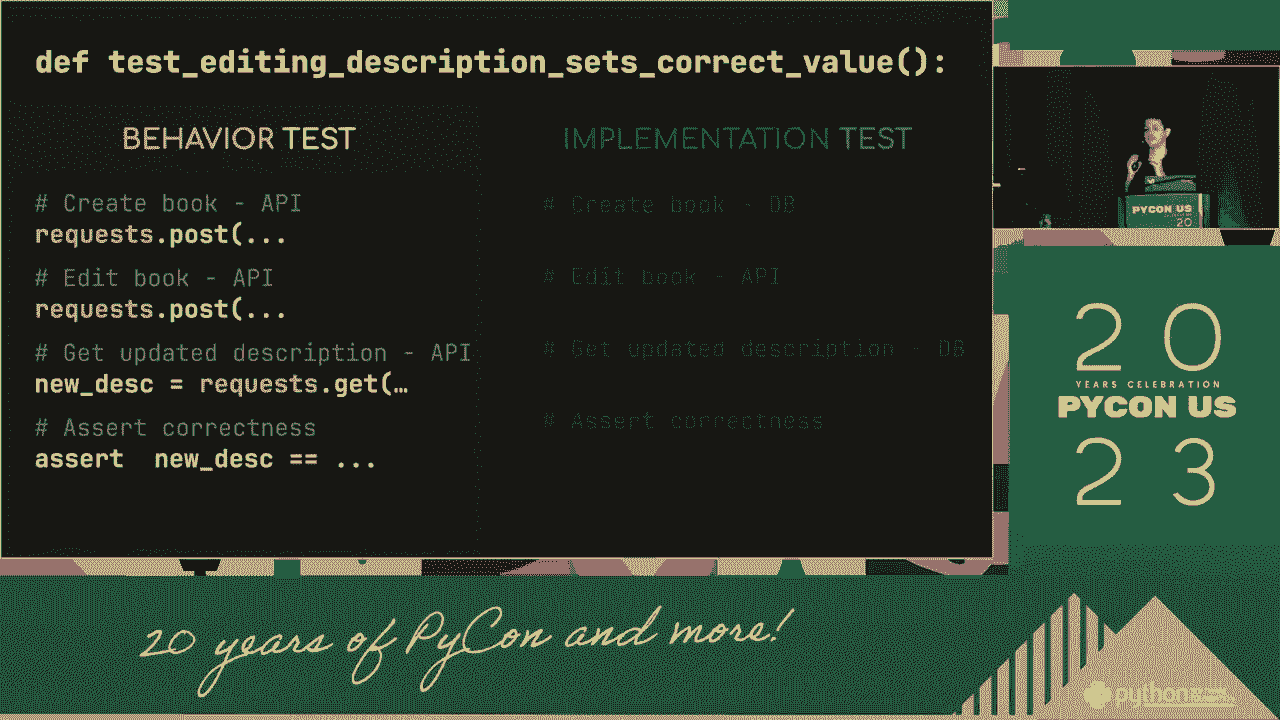 def test_editing_description_sets_correct_value():
BEHAVIOR TEST
# Create book - API
requests.post(...
# Edit book - API
requests.post(...
# Get updated description - API
new_desc = requests.get(…
# Assert correctness
assert  new_desc == ...
IMPLEMENTATION TEST
# Create book - DB
# Edit book - API
# Get updated description - DB
# Assert correctness
PYCON US
20
20
YEARS CELEBRATION
PYCON US
23
20 years of PyCon and more!
python